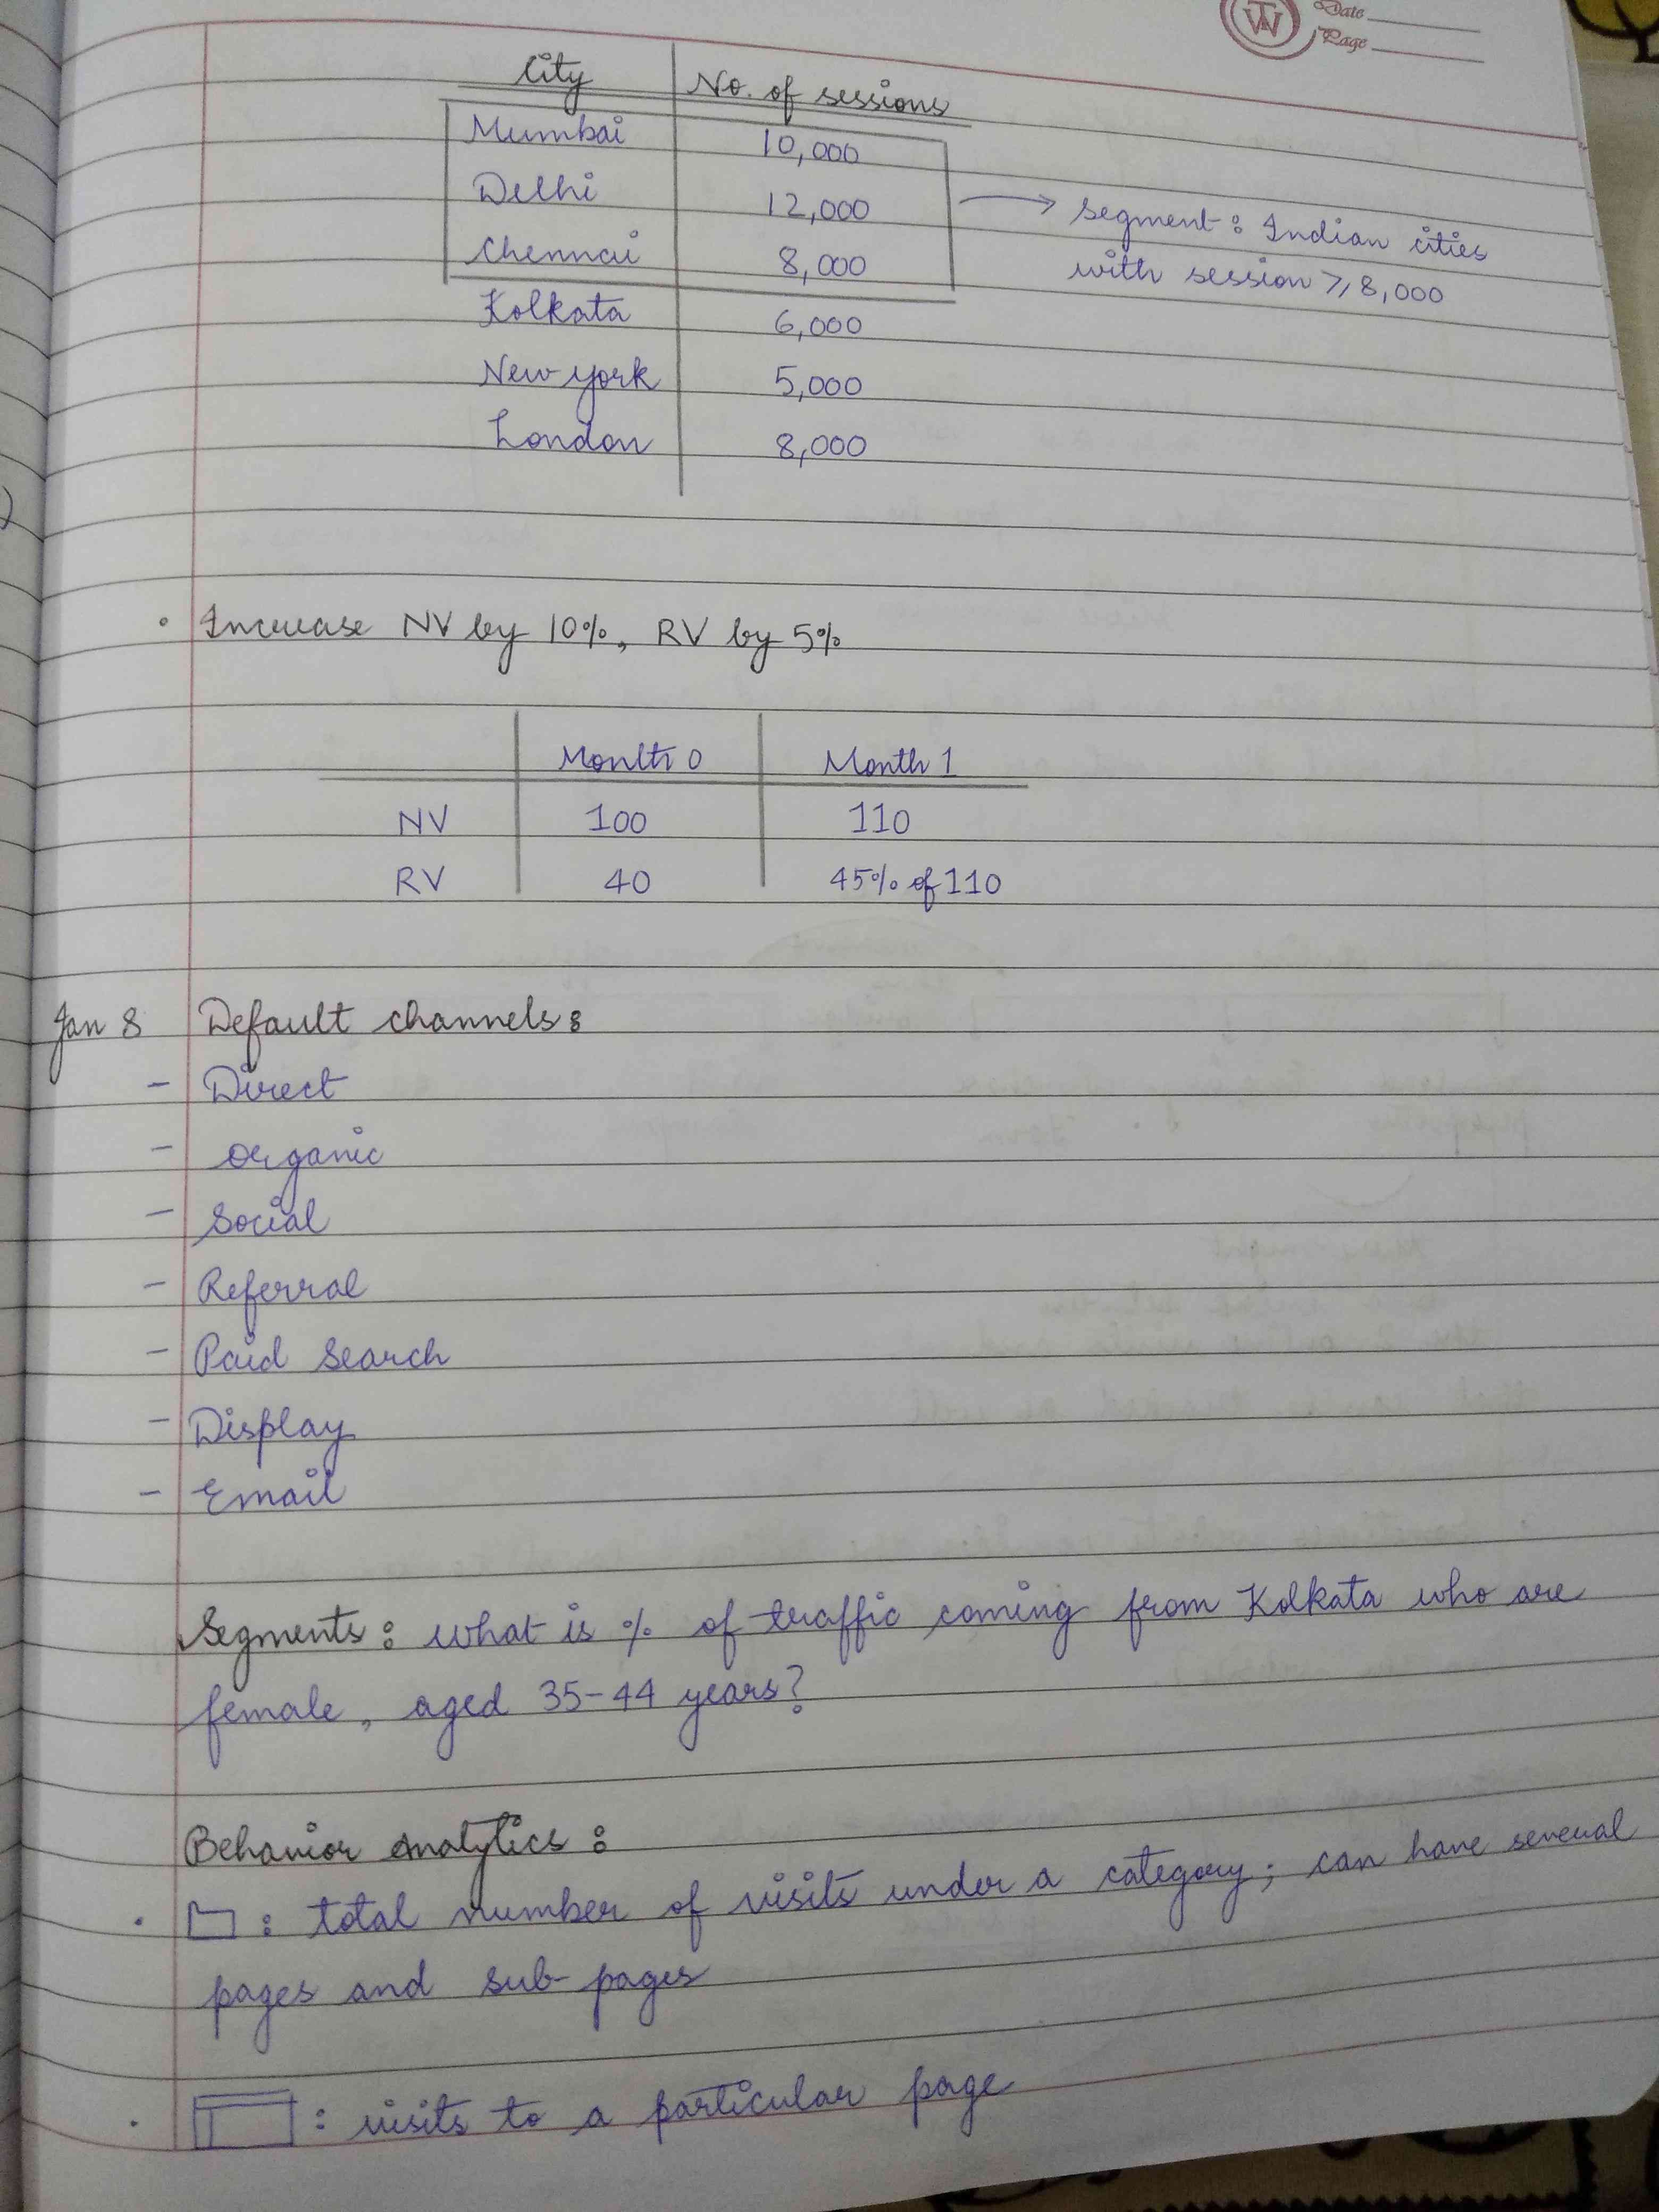 Date
Page
City No. of sessions
Mumbai 10,000
Delhi 12,000
Chennai 8,000
→ segment: Indian cities
with session ≥ 8,000
Kolkata 6,000
New york 5,000
London 8,000
• Increase NV by 10%, RV by 5%
Month 0 Month 1
NV 100 110
RV 40 45% of 110
Jan 8 Default channels:
- Direct
- Organic
- Social
- Referral
- Paid Search
- Display
- Email
Segments: what is % of traffic coming from Kolkata who are
female, aged 35-44 years?
Behavior Analytics:
• : total number of visits under a category; can have several
pages and sub-pages
• : visits to a particular page